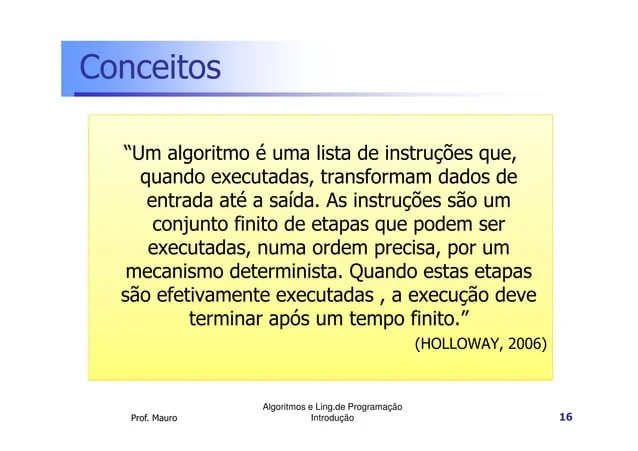 Conceitos
“Um algoritmo é uma lista de instruções que,
quando executadas, transformam dados de
entrada até a saída. As instruções são um
conjunto finito de etapas que podem ser
executadas, numa ordem precisa, por um
mecanismo determinista. Quando estas etapas
são efetivamente executadas , a execução deve
terminar após um tempo finito.”
(HOLLOWAY, 2006)
Prof. Mauro
Algoritmos e Ling.de Programação
Introdução
16